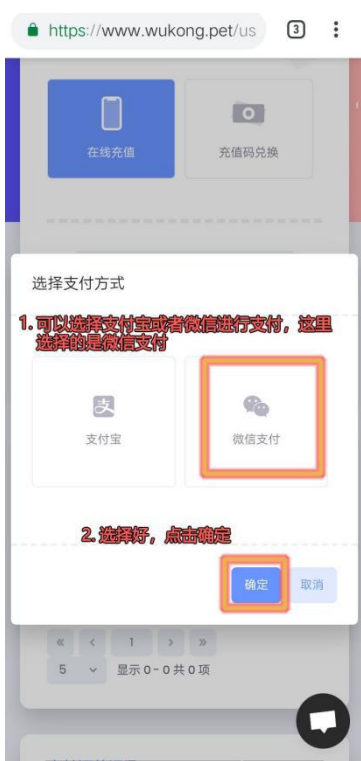 https://www.wukong.pet/us
3
在线充值
充值码兑换
选择支付方式
1.可以选择支付宝或者微信进行支付，这里
选择的是微信支付
支
支付宝
微信支付
2.选择好，点击确定
确定
取消
« < 1 > »
5 显示 0 - 0 共 0 项